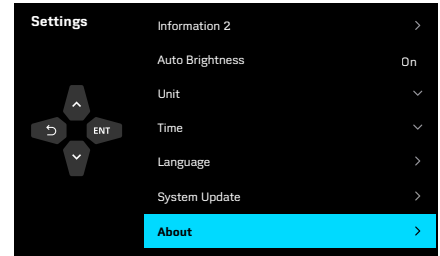 Settings
Information 2
Auto Brightness On
Unit
Time
ENT
Language
System Update
About